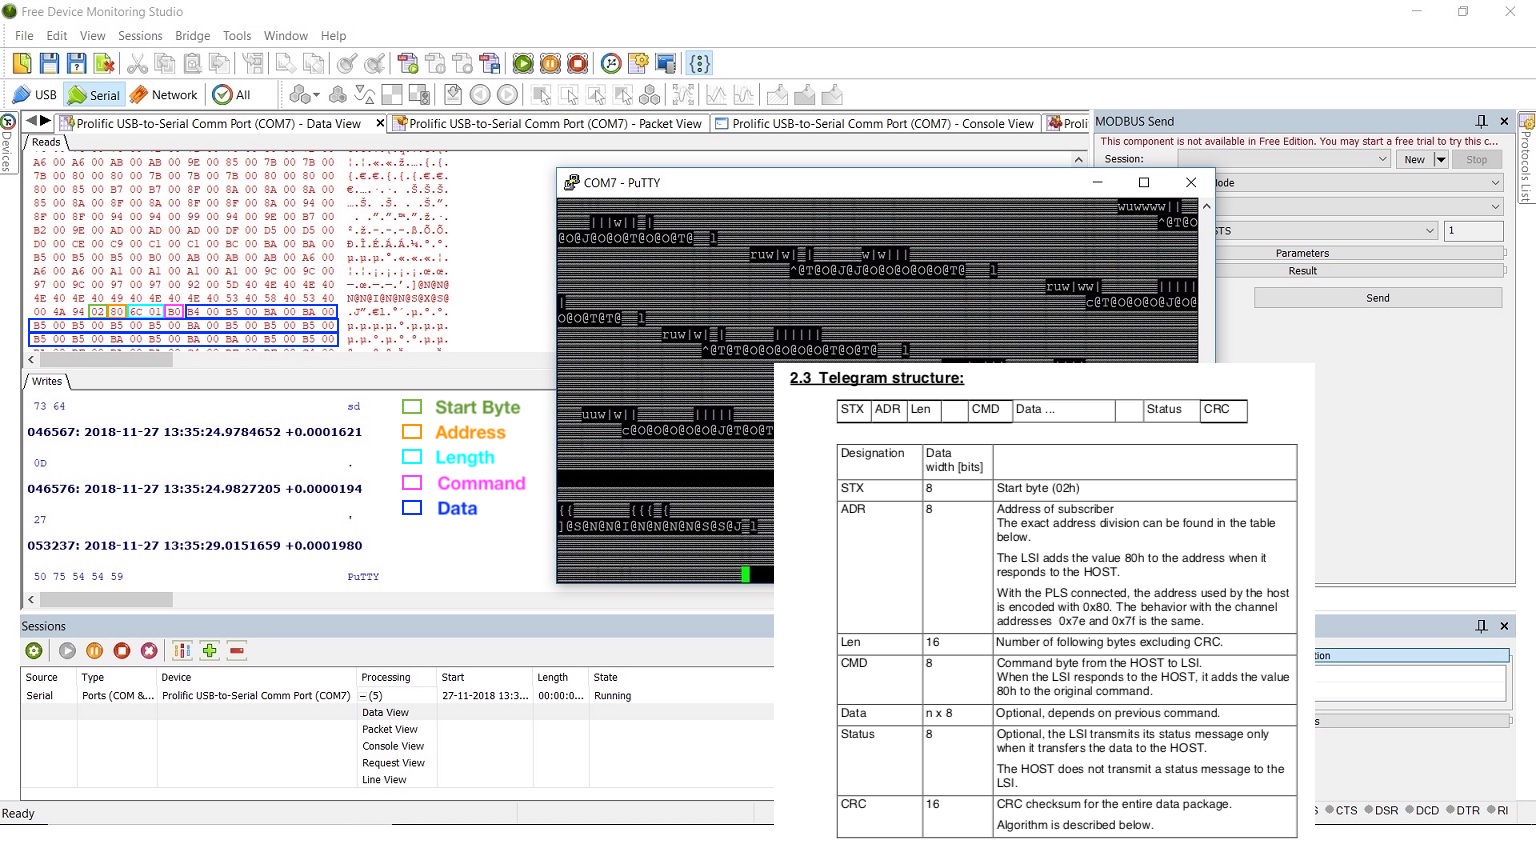 Free Device Monitoring Studio
File Edit View Sessions Bridge Tools Window Help
USB Serial Network All
Prolific USB-to-Serial Comm Port (COM7) - Data View Prolific USB-to-Serial Comm Port (COM7) - Packet View Prolific USB-to-Serial Comm Port (COM7) - Console View Proli
Devices
Reads
A6 00 A6 00 AB 00 AB 00 9E 00 85 00 7B 00 7B 00
7B 00 80 00 80 00 7B 00 7B 00 80 00 80 00 80 00
80 00 85 00 B7 00 B7 00 8F 00 8A 00 8A 00 8A 00
85 00 8A 00 8F 00 8A 00 8F 00 8F 00 8A 00 94 00
8F 00 8F 00 94 00 94 00 99 00 94 00 9E 00 B7 00
B2 00 9E 00 AD 00 AD 00 AD 00 DF 00 D5 00 D5 00
D0 00 CE 00 C9 00 C1 00 C1 00 BC 00 BA 00 BA 00
B5 00 B5 00 B5 00 B0 00 AB 00 AB 00 AB 00 A6 00
A6 00 A6 00 A1 00 A1 00 A1 00 A1 00 9C 00 9C 00
97 00 9C 00 97 00 97 00 92 00 5D 40 4E 40 4E 40
4E 40 4E 40 49 40 4E 40 4E 40 53 40 58 40 53 40
00 4A 94 02 80 6C 01 B0 B4 00 B5 00 BA 00 BA 00
B5 00 B5 00 B5 00 B5 00 BA 00 B5 00 B5 00 B5 00
B5 00 B5 00 BA 00 B5 00 BA 00 BA 00 B5 00 B5 00
Writes
73 64 sd
046567: 2018-11-27 13:35:24.9784652 +0.0001621
0D .
046576: 2018-11-27 13:35:24.9827205 +0.0000194
27 '
053237: 2018-11-27 13:35:29.0151659 +0.0001980
50 75 54 54 59 PuTTY
Start Byte
Address
Length
Command
Data
COM7 - PuTTY
wuwwww||
|||w|| |
^@T@O
@O@J@O@O@T@O@O@T@ l
ruw|w| | w|w|||
^@T@O@J@J@O@O@O@O@O@T@ l
ruw|ww| |||||
c@T@O@O@O@O@J@O@
O@O@T@T@ l
ruw|w| | ||||||
^@T@T@O@O@O@O@O@T@O@T@ l
uuw|w|| |||||
c@O@O@O@O@O@J@T@O@T
{{ {{{ {
]@S@N@N@I@N@N@N@N@S@S@J l
MODBUS Send
This component is not available in Free Edition. You may start a free trial to try this c...
Session: New Stop
ode
STS 1
Parameters
Result
Send
Protocols List
2.3 Telegram structure:
STX ADR Len CMD Data ... Status CRC
Designation Data width [bits]
STX 8 Start byte (02h)
ADR 8 Address of subscriber
The exact address division can be found in the table
below.
The LSI adds the value 80h to the address when it
responds to the HOST.
With the PLS connected, the address used by the host
is encoded with 0x80. The behavior with the channel
addresses 0x7e and 0x7f is the same.
Len 16 Number of following bytes excluding CRC.
CMD 8 Command byte from the HOST to LSI.
When the LSI responds to the HOST, it adds the value
80h to the original command.
Data n x 8 Optional, depends on previous command.
Status 8 Optional, the LSI transmits its status message only
when it transfers the data to the HOST.
The HOST does not transmit a status message to the
LSI.
CRC 16 CRC checksum for the entire data package.
Algorithm is described below.
Sessions
Source Type Device Processing Start Length State
Serial Ports (COM &... Prolific USB-to-Serial Comm Port (COM7) – (5) 27-11-2018 13:3... 00:00:0... Running
Data View
Packet View
Console View
Request View
Line View
tion
s
Ready
S CTS DSR DCD DTR RI